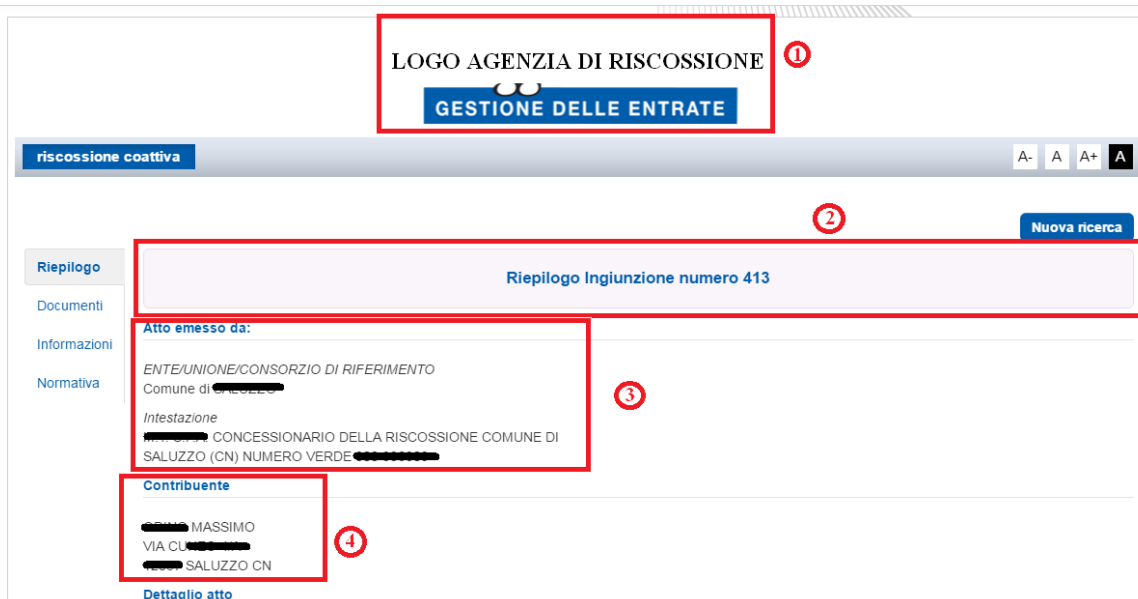 LOGO AGENZIA DI RISCOSSIONE
1
GESTIONE DELLE ENTRATE
riscossione coattiva
A- A A+ A
2
Nuova ricerca
Riepilogo
Riepilogo Ingiunzione numero 413
Documenti
Informazioni
Normativa
Atto emesso da:
ENTE/UNIONE/CONSORZIO DI RIFERIMENTO
Comune di
3
Intestazione
CONCESSIONARIO DELLA RISCOSSIONE COMUNE DI
SALUZZO (CN) NUMERO VERDE
Contribuente
MASSIMO
4
VIA
SALUZZO CN
Dettaglio atto